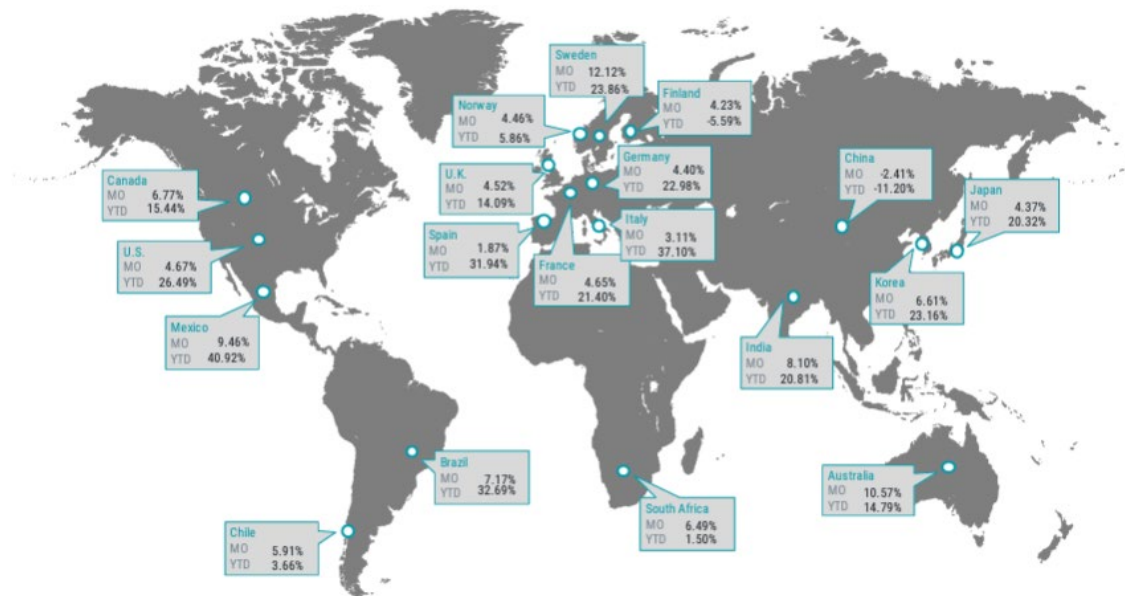 Sweden
MO 12.12%
YTD 23.86%
Finland
MO 4.23%
YTD -5.59%
Norway
MO 4.46%
YTD 5.86%
Germany
MO 4.40%
YTD 22.98%
U.K.
MO 4.52%
YTD 14.09%
China
MO -2.41%
YTD -11.20%
Canada
MO 6.77%
YTD 15.44%
Japan
MO 4.37%
YTD 20.32%
Spain
MO 1.87%
YTD 31.94%
Italy
MO 3.11%
YTD 37.10%
U.S.
MO 4.67%
YTD 26.49%
France
MO 4.65%
YTD 21.40%
Korea
MO 6.61%
YTD 23.16%
Mexico
MO 9.46%
YTD 40.92%
India
MO 8.10%
YTD 20.81%
Brazil
MO 7.17%
YTD 32.69%
Australia
MO 10.57%
YTD 14.79%
South Africa
MO 6.49%
YTD 1.50%
Chile
MO 5.91%
YTD 3.66%